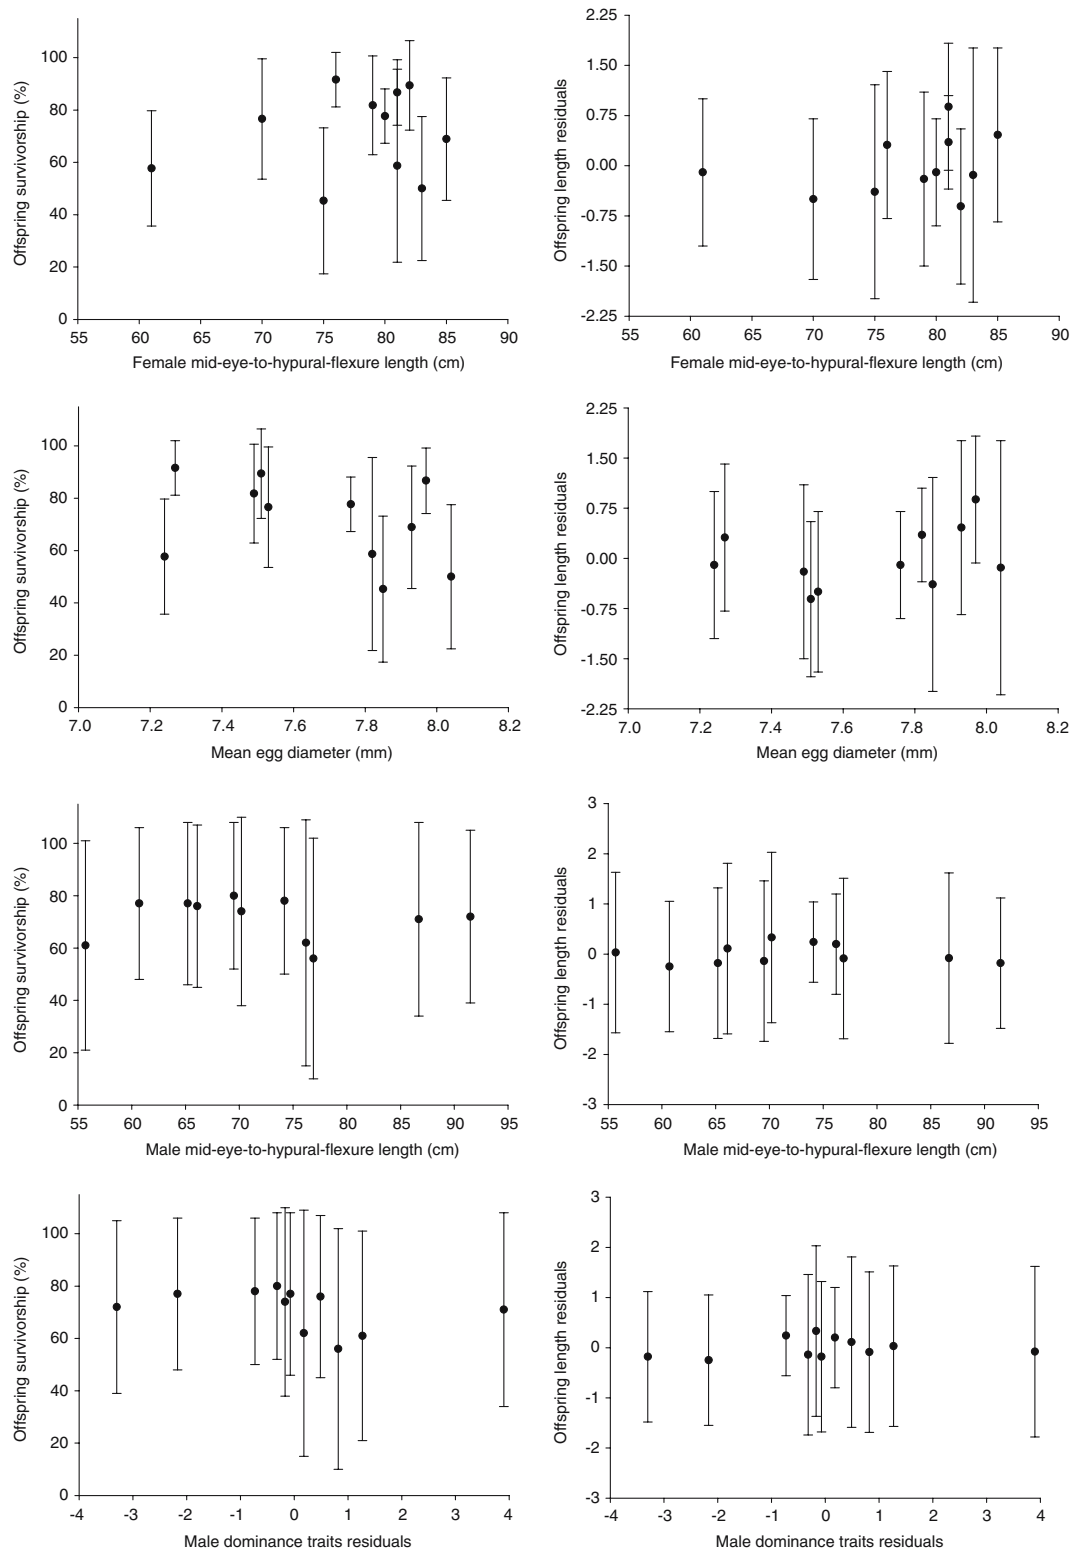 Offspring survivorship (%)
100
80
60
40
20
0
55 60 65 70 75 80 85 90
Female mid-eye-to-hypural-flexure length (cm)
Offspring length residuals
2.25
1.50
0.75
0.00
-0.75
-1.50
-2.25
55 60 65 70 75 80 85 90
Female mid-eye-to-hypural-flexure length (cm)
Offspring survivorship (%)
100
80
60
40
20
0
7.0 7.2 7.4 7.6 7.8 8.0 8.2
Mean egg diameter (mm)
Offspring length residuals
2.25
1.50
0.75
0.00
-0.75
-1.50
-2.25
7.0 7.2 7.4 7.6 7.8 8.0 8.2
Mean egg diameter (mm)
Offspring survivorship (%)
100
80
60
40
20
0
55 60 65 70 75 80 85 90 95
Male mid-eye-to-hypural-flexure length (cm)
Offspring length residuals
3
2
1
0
-1
-2
-3
55 60 65 70 75 80 85 90 95
Male mid-eye-to-hypural-flexure length (cm)
Offspring survivorship (%)
100
80
60
40
20
0
-4 -3 -2 -1 0 1 2 3 4
Male dominance traits residuals
Offspring length residuals
3
2
1
0
-1
-2
-3
-4 -3 -2 -1 0 1 2 3 4
Male dominance traits residuals